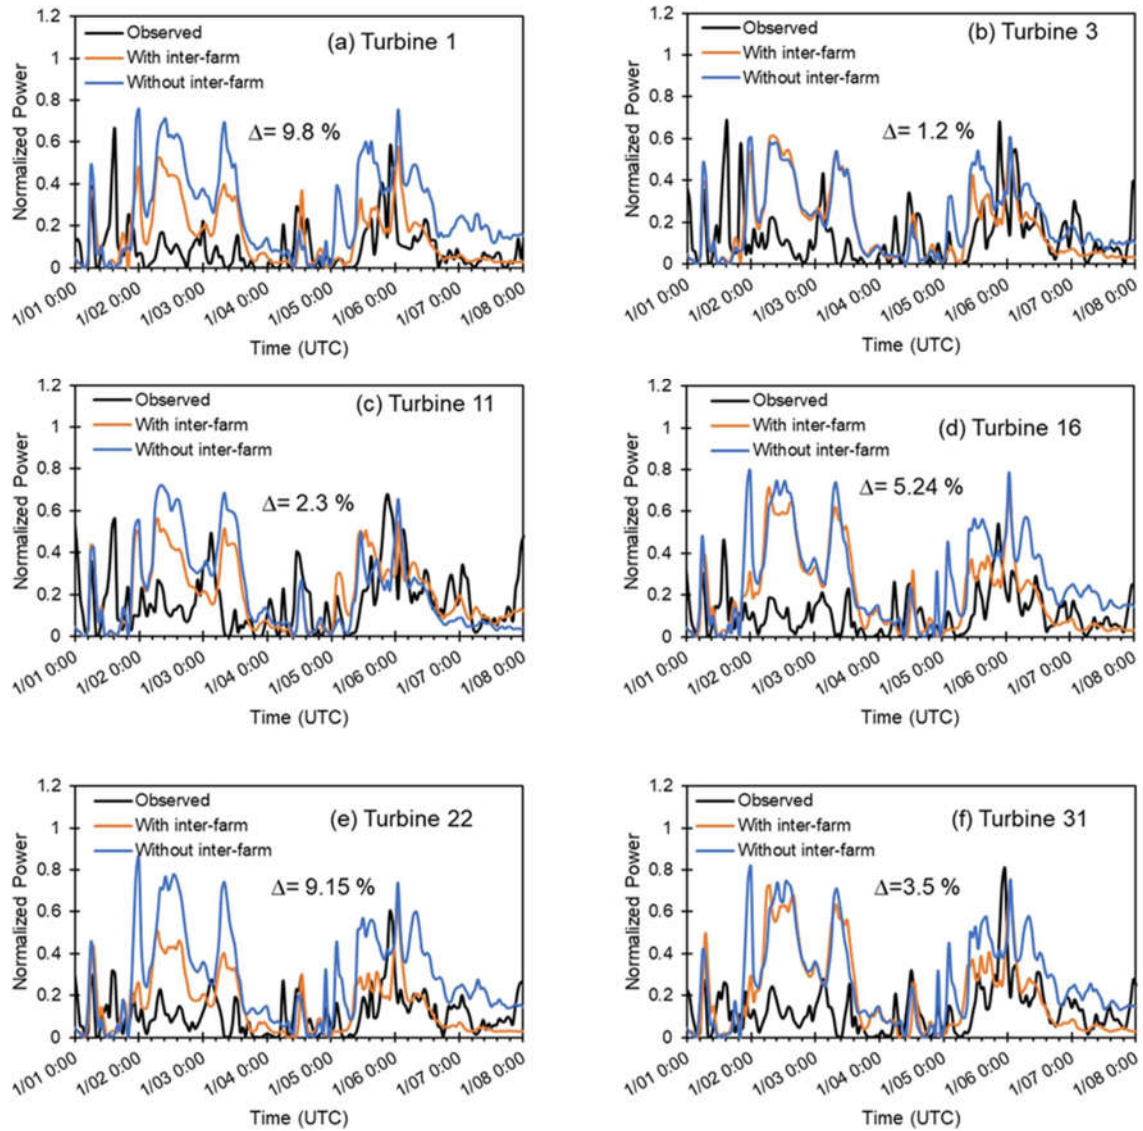 (a) Turbine 1
Observed
With inter-farm
Without inter-farm
Δ= 9.8 %
Normalized Power
1.2
1
0.8
0.6
0.4
0.2
0
1/01 0:00
1/02 0:00
1/03 0:00
1/04 0:00
1/05 0:00
1/06 0:00
1/07 0:00
1/08 0:00
Time (UTC)
(b) Turbine 3
Observed
With inter-farm
Without inter-farm
Δ= 1.2 %
Normalized Power
1.2
1
0.8
0.6
0.4
0.2
0
1/01 0:00
1/02 0:00
1/03 0:00
1/04 0:00
1/05 0:00
1/06 0:00
1/07 0:00
1/08 0:00
Time (UTC)
(c) Turbine 11
Observed
With inter-farm
Without inter-farm
Δ= 2.3 %
Normalized Power
1.2
1
0.8
0.6
0.4
0.2
0
1/01 0:00
1/02 0:00
1/03 0:00
1/04 0:00
1/05 0:00
1/06 0:00
1/07 0:00
1/08 0:00
Time (UTC)
(d) Turbine 16
Observed
With inter-farm
Without inter-farm
Δ= 5.24 %
Normalized Power
1.2
1
0.8
0.6
0.4
0.2
0
1/01 0:00
1/02 0:00
1/03 0:00
1/04 0:00
1/05 0:00
1/06 0:00
1/07 0:00
1/08 0:00
Time (UTC)
(e) Turbine 22
Observed
With inter-farm
Without inter-farm
Δ= 9.15 %
Normalized Power
1.2
1
0.8
0.6
0.4
0.2
0
1/01 0:00
1/02 0:00
1/03 0:00
1/04 0:00
1/05 0:00
1/06 0:00
1/07 0:00
1/08 0:00
Time (UTC)
(f) Turbine 31
Observed
With inter-farm
Without inter-farm
Δ=3.5 %
Normalized Power
1.2
1
0.8
0.6
0.4
0.2
0
1/01 0:00
1/02 0:00
1/03 0:00
1/04 0:00
1/05 0:00
1/06 0:00
1/07 0:00
1/08 0:00
Time (UTC)